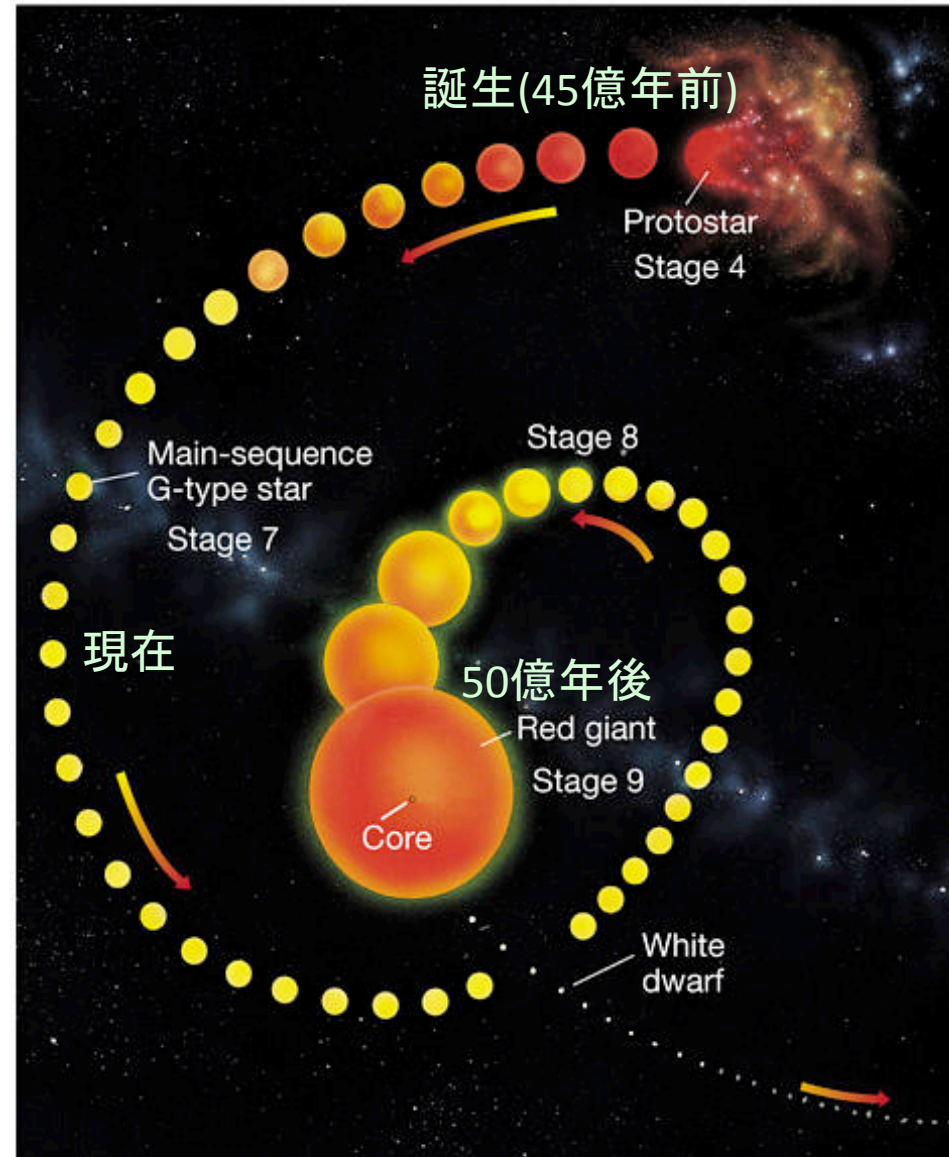 誕生(45億年前)
Protostar
Stage 4
Stage 8
Main-sequence
G-type star
Stage 7
現在
50億年後
Red giant
Stage 9
Core
White
dwarf